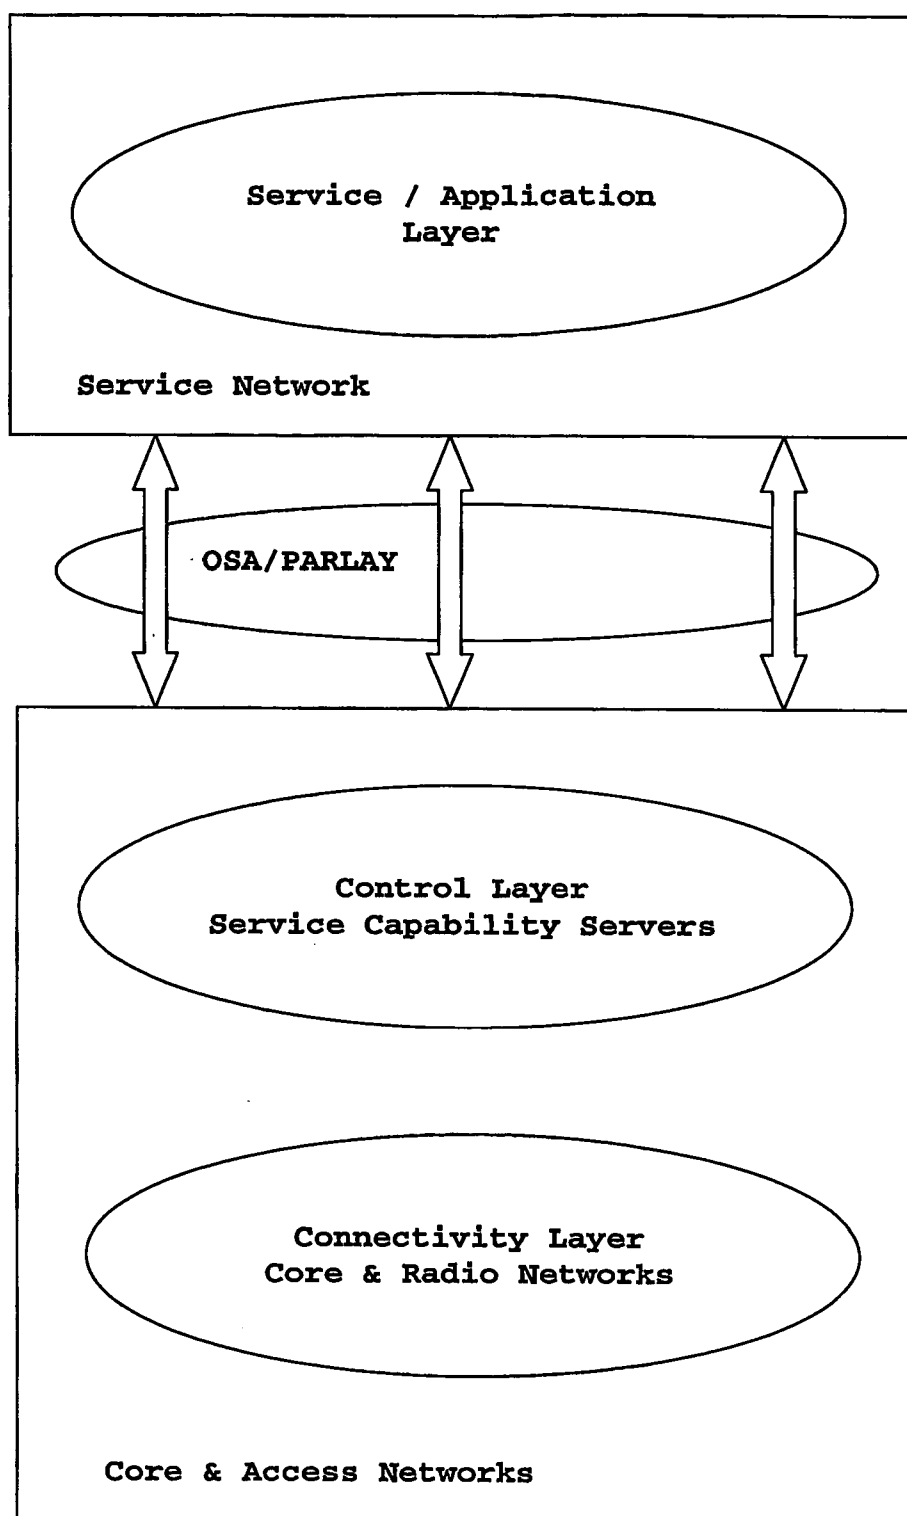 Service / Application
Layer
Service Network
OSA/PARLAY
Control Layer
Service Capability Servers
Connectivity Layer
Core & Radio Networks
Core & Access Networks